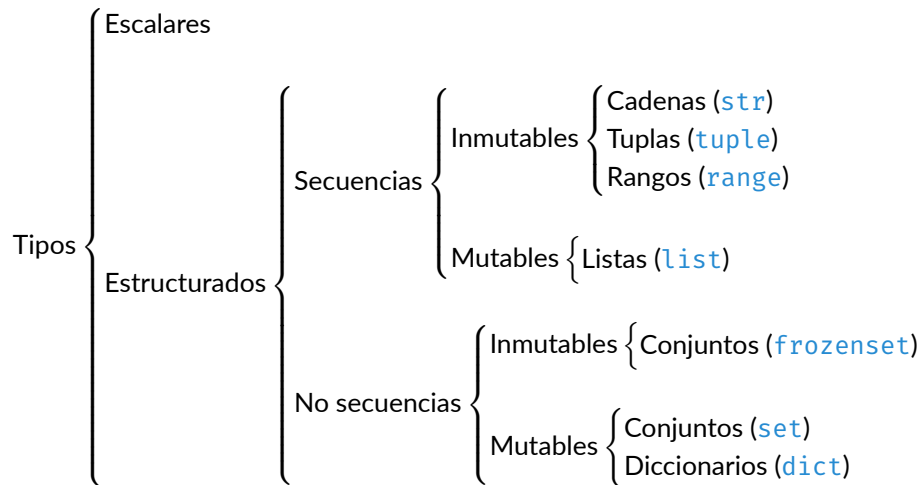 Escalares
Cadenas (str)
Inmutables
Tuplas (tuple)
Rangos (range)
Secuencias
Tipos
Mutables
Listas (list)
Estructurados
Inmutables
Conjuntos (frozenset)
No secuencias
Mutables
Conjuntos (set)
Diccionarios (dict)